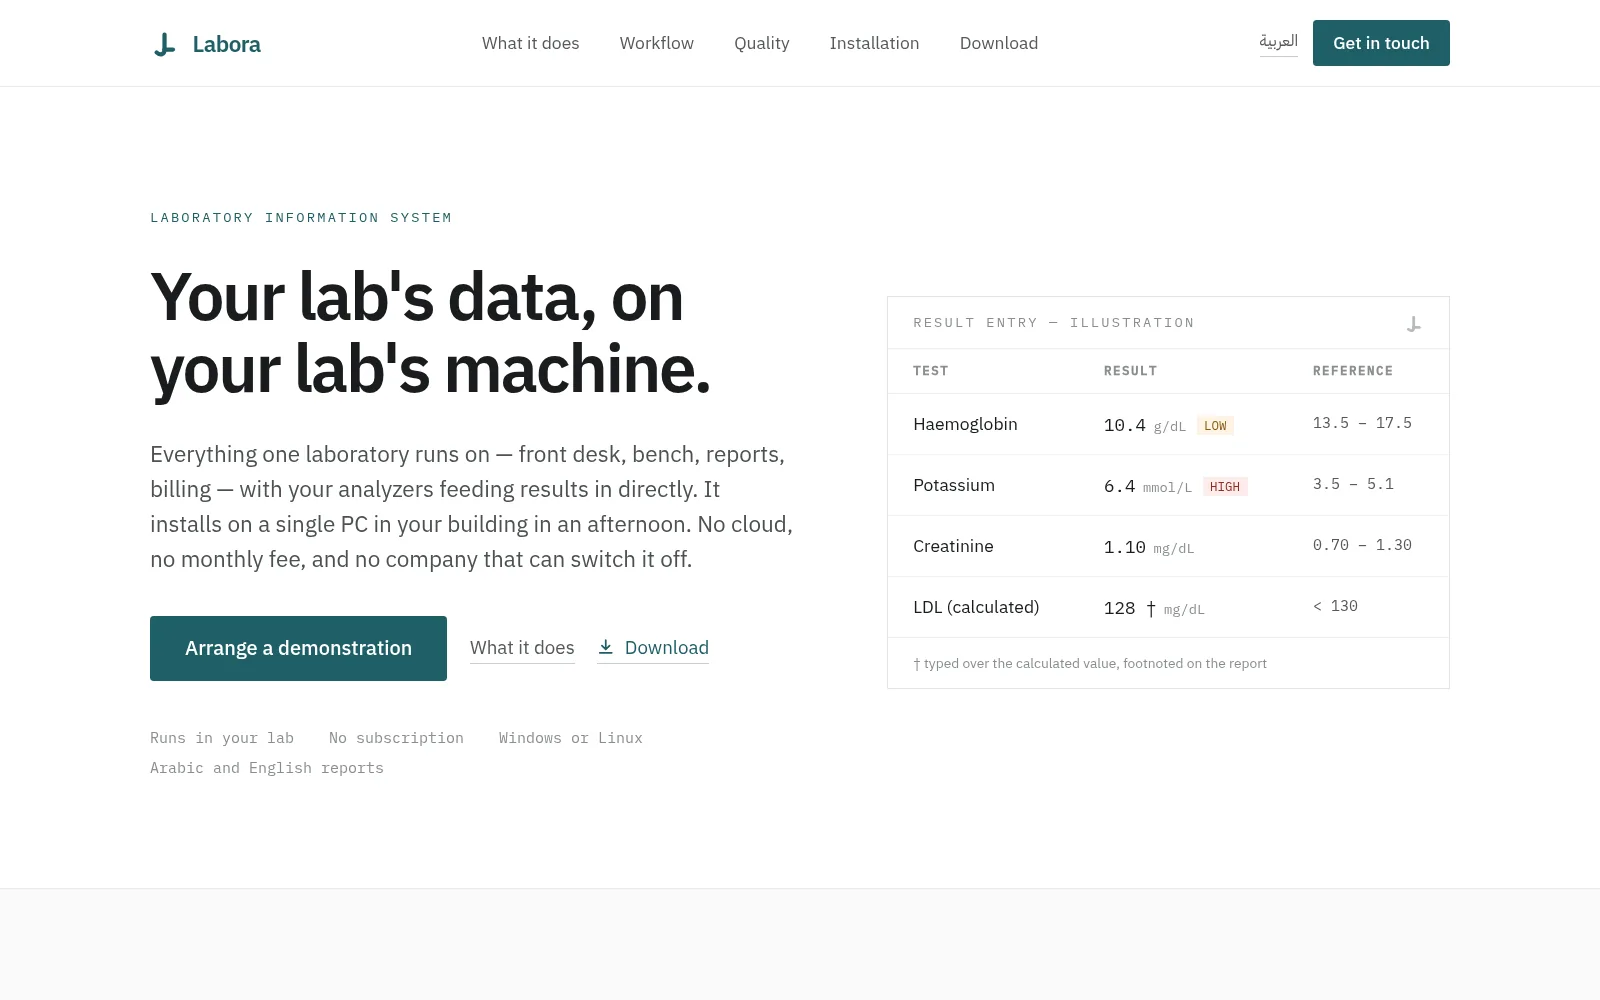 Labora
What it does
Workflow
Quality
Installation
Download
العربية
Get in touch
LABORATORY INFORMATION SYSTEM
Your lab's data, on
your lab's machine.
Everything one laboratory runs on — front desk, bench, reports,
billing — with your analyzers feeding results in directly. It
installs on a single PC in your building in an afternoon. No cloud,
no monthly fee, and no company that can switch it off.
Arrange a demonstration
What it does
Download
Runs in your lab
No subscription
Windows or Linux
Arabic and English reports
RESULT ENTRY — ILLUSTRATION
TEST RESULT REFERENCE
Haemoglobin 10.4 g/dL LOW 13.5 – 17.5
Potassium 6.4 mmol/L HIGH 3.5 – 5.1
Creatinine 1.10 mg/dL 0.70 – 1.30
LDL (calculated) 128 † mg/dL < 130
† typed over the calculated value, footnoted on the report